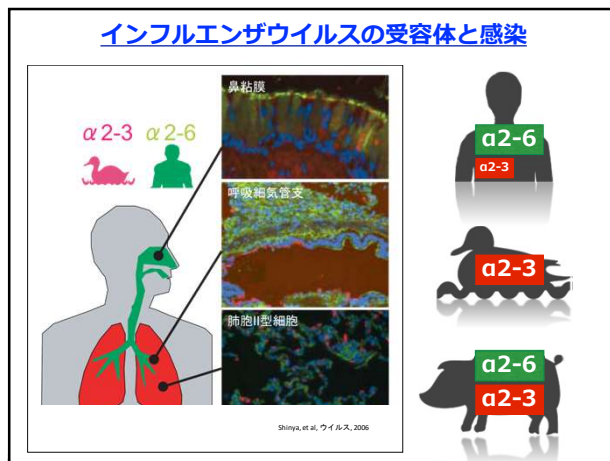 インフルエンザウイルスの受容体と感染
α2-3 α2-6
鼻粘膜
呼吸細気管支
肺胞II型細胞
Shinya, et al, ウイルス, 2006
α2-6
α2-3
α2-3
α2-6
α2-3